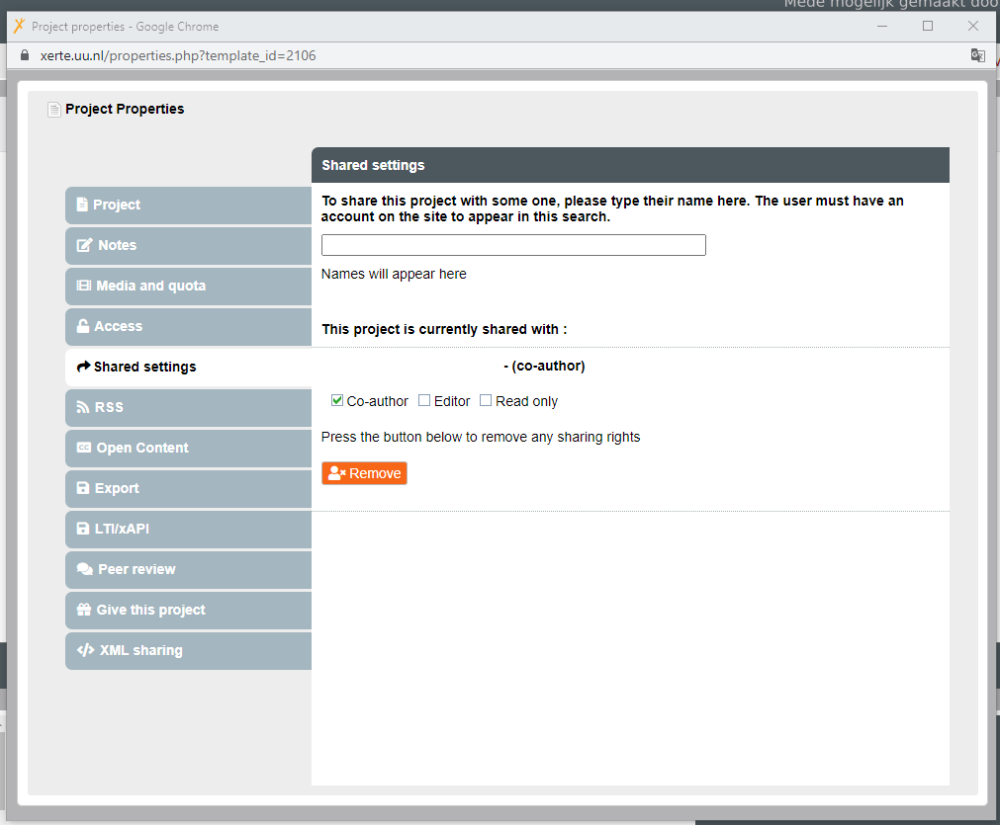 Mede mogelijk gemaakt doo
Project properties - Google Chrome
xerte.uu.nl/properties.php?template_id=2106
Project Properties
Shared settings
Project
Notes
Media and quota
Access
Shared settings
RSS
Open Content
Export
LTI/xAPI
Peer review
Give this project
XML sharing
To share this project with some one, please type their name here. The user must have an
account on the site to appear in this search.
Names will appear here
This project is currently shared with :
- (co-author)
Co-author Editor Read only
Press the button below to remove any sharing rights
Remove